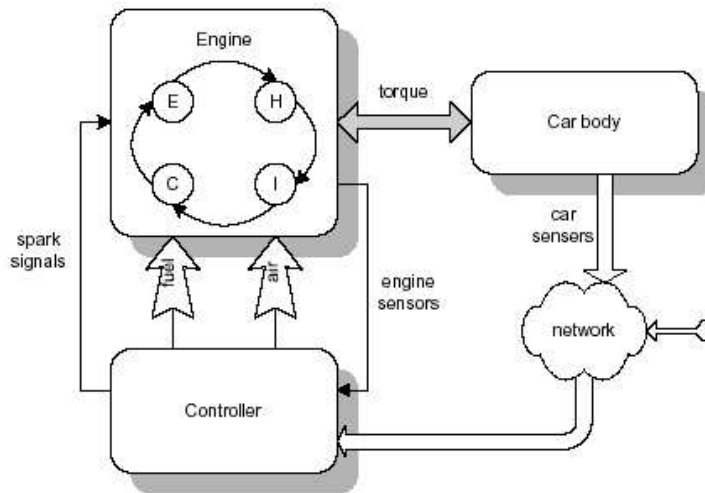 Engine
E
H
C
I
torque
Car body
spark
signals
fuel
air
engine
sensors
car
sensers
network
Controller